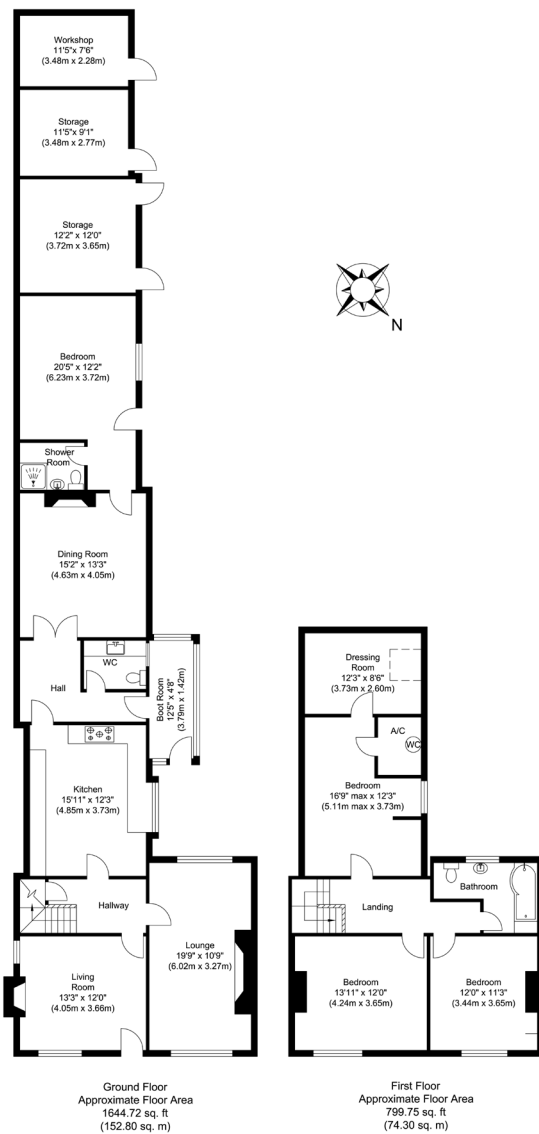 Workshop
11'5"x 7'6"
(3.48m x 2.28m)
Storage
11'5"x 9'1"
(3.48m x 2.77m)
Storage
12'2" x 12'0"
(3.72m x 3.65m)
N
Bedroom
20'5" x 12'2"
(6.23m x 3.72m)
Shower
Room
Dining Room
15'2" x 13'3"
(4.63m x 4.05m)
WC
Hall
Boot Room
12'5" x 4'8"
(3.79m x 1.42m)
Kitchen
15'11" x 12'3"
(4.85m x 3.73m)
Hallway
Lounge
19'9" x 10'9"
(6.02m x 3.27m)
Living
Room
13'3" x 12'0"
(4.05m x 3.66m)
Ground Floor
Approximate Floor Area
1644.72 sq. ft
(152.80 sq. m)
Dressing
Room
12'3" x 8'6"
(3.73m x 2.60m)
A/C
WC
Bedroom
16'9" max x 12'3"
(5.11m max x 3.73m)
Bathroom
Landing
Bedroom
13'11" x 12'0"
(4.24m x 3.65m)
Bedroom
12'0" x 11'3"
(3.44m x 3.65m)
First Floor
Approximate Floor Area
799.75 sq. ft
(74.30 sq. m)